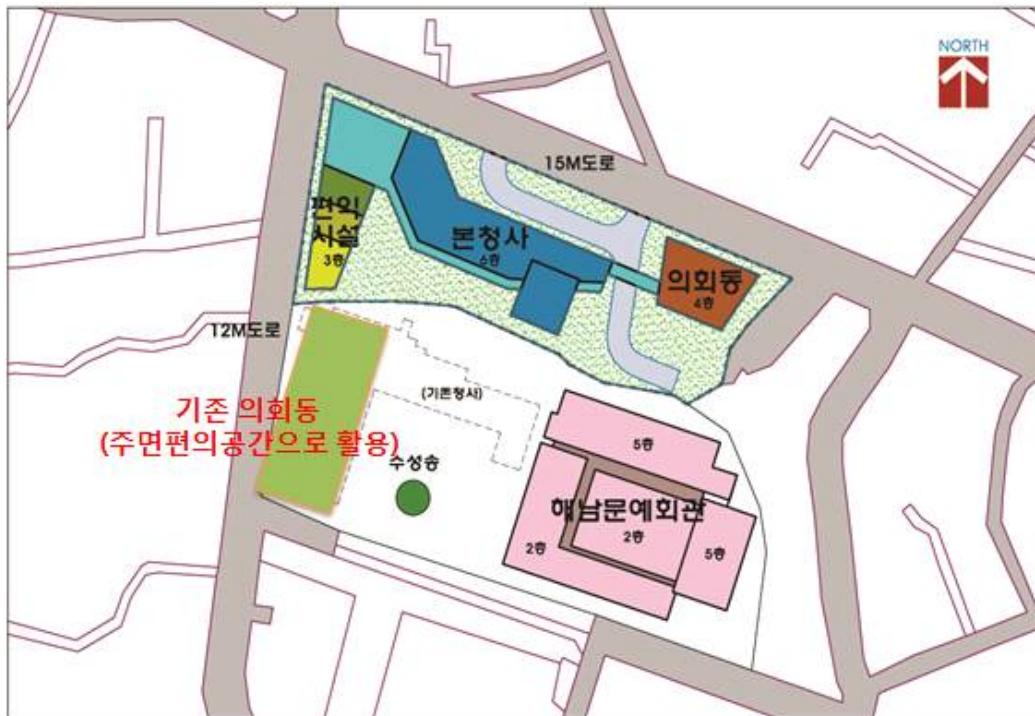 NORTH
15M도로
편익
시설
3층
본청사
6층
의회동
4층
12M도로
(기존청사)
기존 의회동
(주면편의공간으로 활용)
수성송
5층
해남문예회관
2층
2층
5층